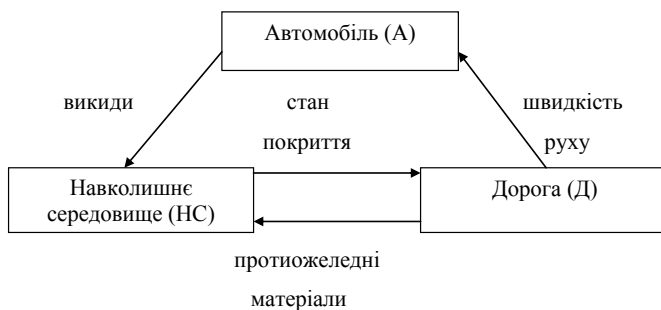 Автомобіль (А)
викиди
стан
покриття
швидкість
руху
Навколишнє
середовище (НС)
Дорога (Д)
протиожеледні
матеріали